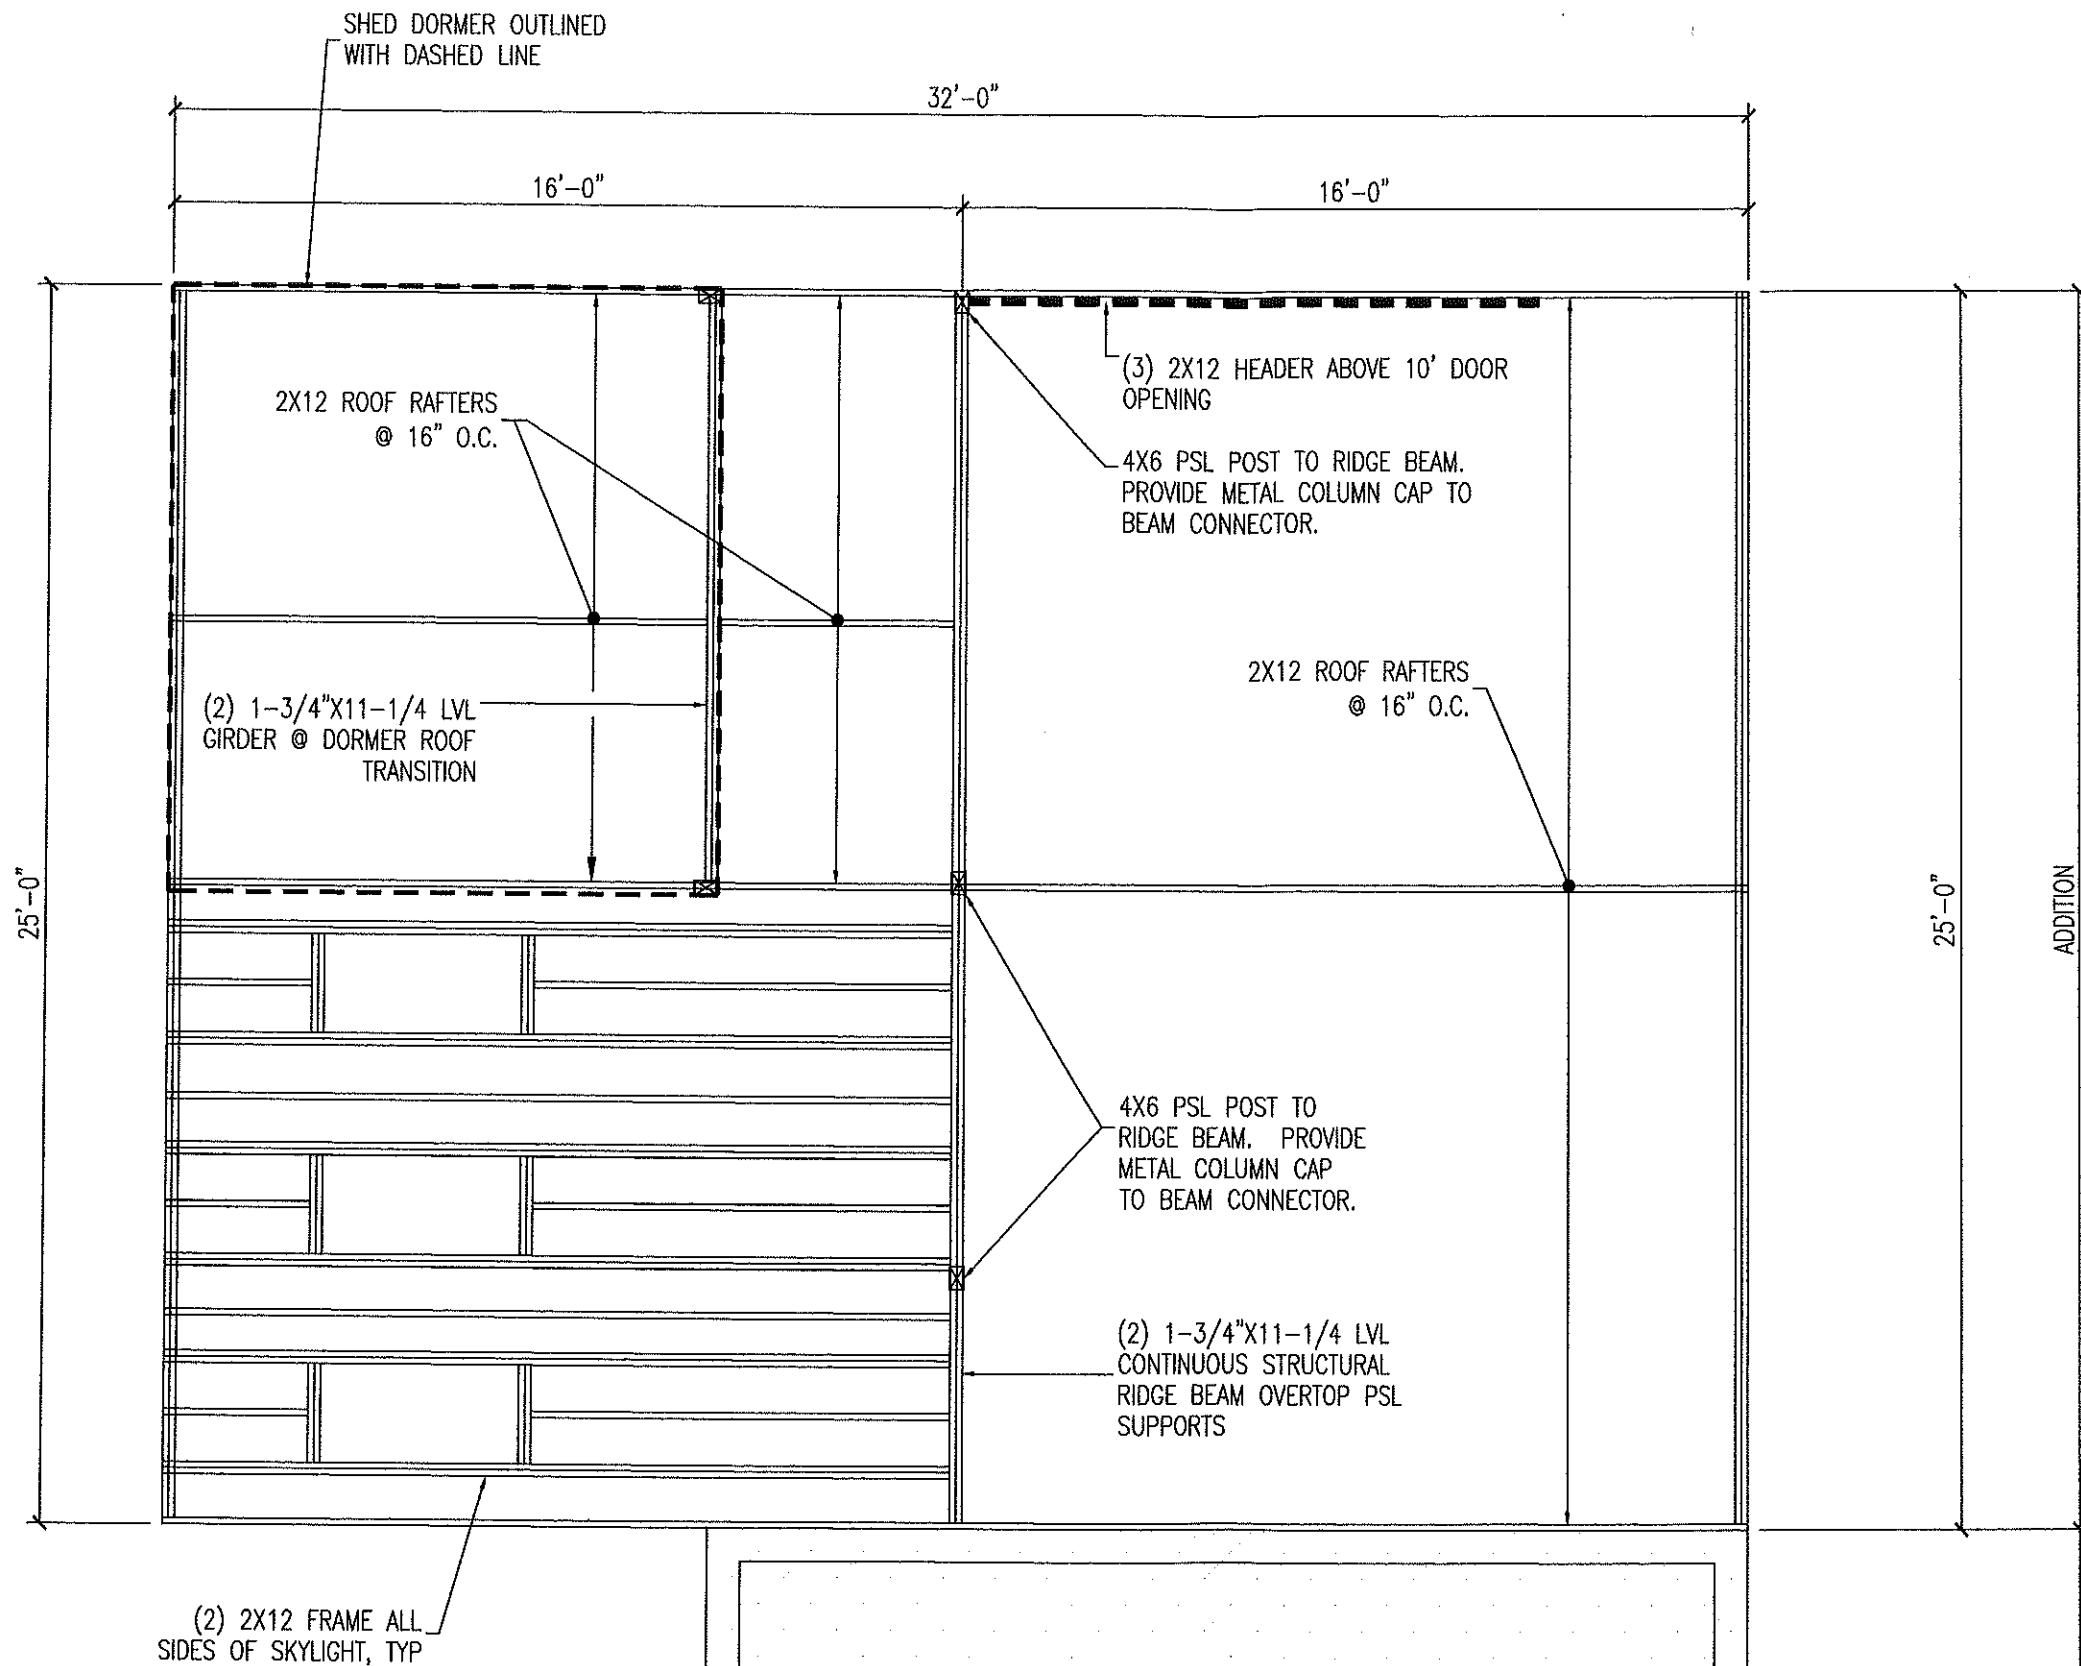 SHED DORMER OUTLINED
WITH DASHED LINE
32'-0"
16'-0"
16'-0"
(3) 2X12 HEADER ABOVE 10' DOOR
OPENING
2X12 ROOF RAFTERS
@ 16" O.C.
4X6 PSL POST TO RIDGE BEAM.
PROVIDE METAL COLUMN CAP TO
BEAM CONNECTOR.
2X12 ROOF RAFTERS
@ 16" O.C.
(2) 1-3/4"X11-1/4 LVL
GIRDER @ DORMER ROOF
TRANSITION
25'-0"
25'-0"
ADDITION
4X6 PSL POST TO
RIDGE BEAM. PROVIDE
METAL COLUMN CAP
TO BEAM CONNECTOR.
(2) 1-3/4"X11-1/4 LVL
CONTINUOUS STRUCTURAL
RIDGE BEAM OVERTOP PSL
SUPPORTS
(2) 2X12 FRAME ALL
SIDES OF SKYLIGHT, TYP